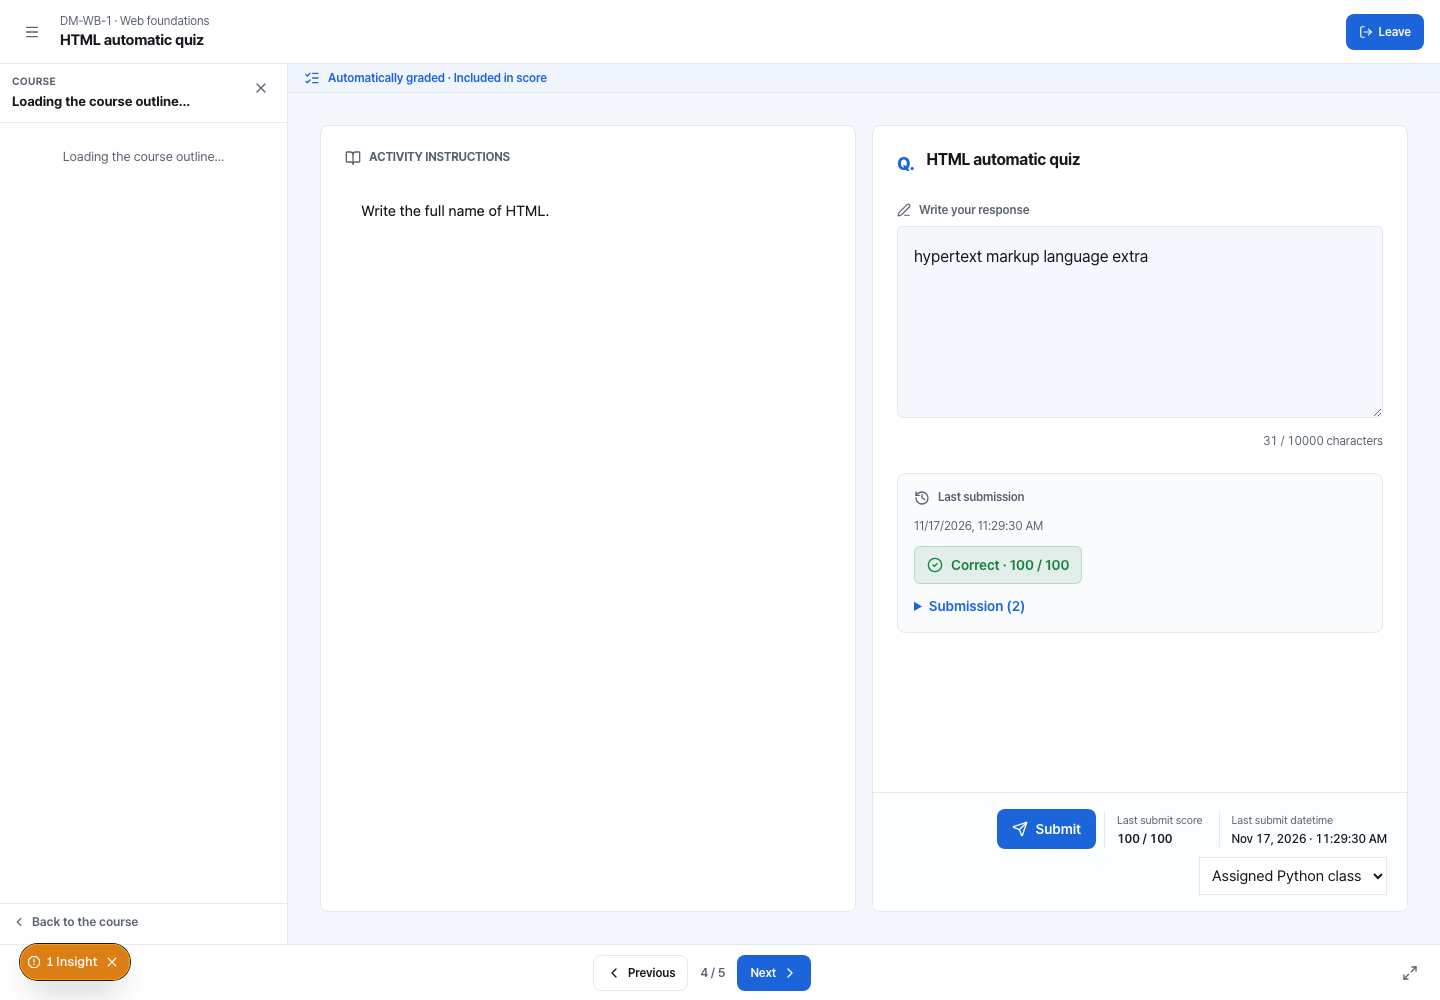 DM-WB-1 · Web foundations
HTML automatic quiz
Leave
COURSE
Loading the course outline...
Loading the course outline...
Back to the course
1 Insight
Automatically graded · Included in score
ACTIVITY INSTRUCTIONS
Write the full name of HTML.
Q.
HTML automatic quiz
Write your response
hypertext markup language extra
31 / 10000 characters
Last submission
11/17/2026, 11:29:30 AM
Correct · 100 / 100
Submission (2)
Submit
Last submit score
100 / 100
Last submit datetime
Nov 17, 2026 · 11:29:30 AM
Assigned Python class
Previous
4 / 5
Next